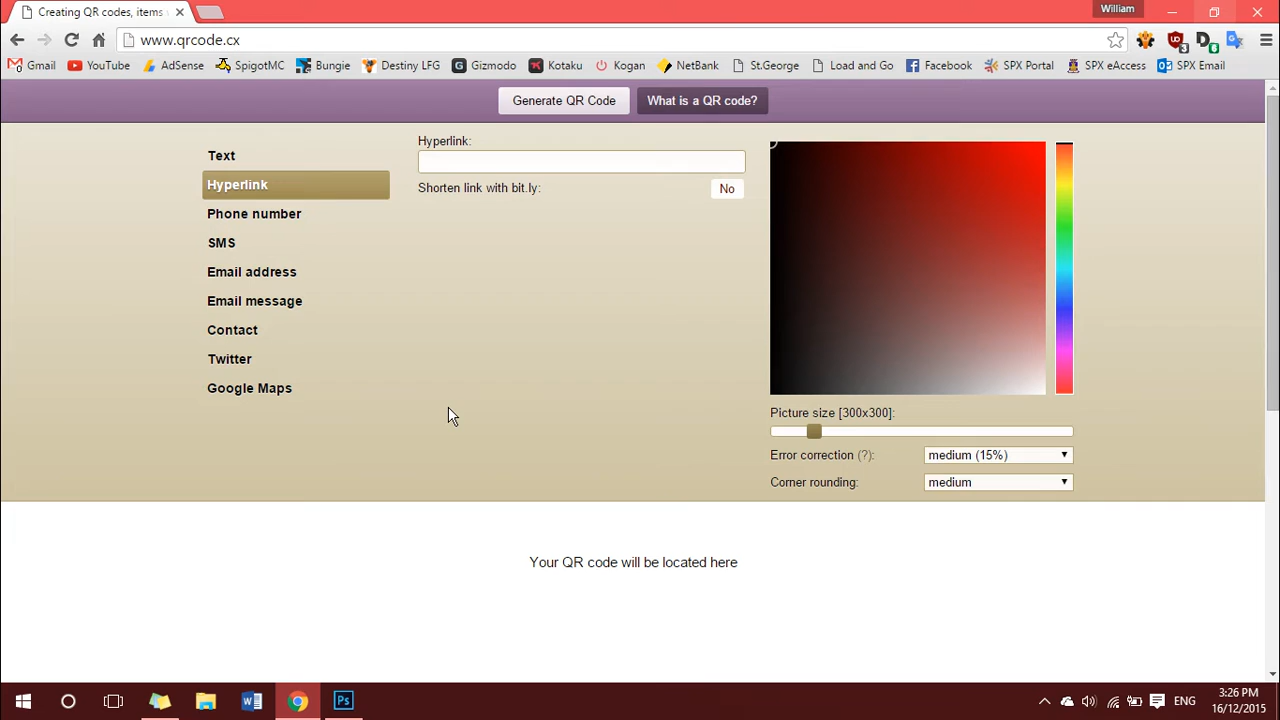 Creating QR codes, items
William
www.qrcode.cx
3
6
Gmail YouTube AdSense SpigotMC Bungie Destiny LFG Gizmodo Kotaku Kogan NetBank St.George Load and Go Facebook SPX Portal SPX eAccess SPX Email
Generate QR Code What is a QR code?
Text
Hyperlink
Phone number
SMS
Email address
Email message
Contact
Twitter
Google Maps
Hyperlink:
Shorten link with bit.ly: No
Picture size [300x300]:
Error correction (?): medium (15%)
Corner rounding: medium
Your QR code will be located here
ENG
3:26 PM
16/12/2015